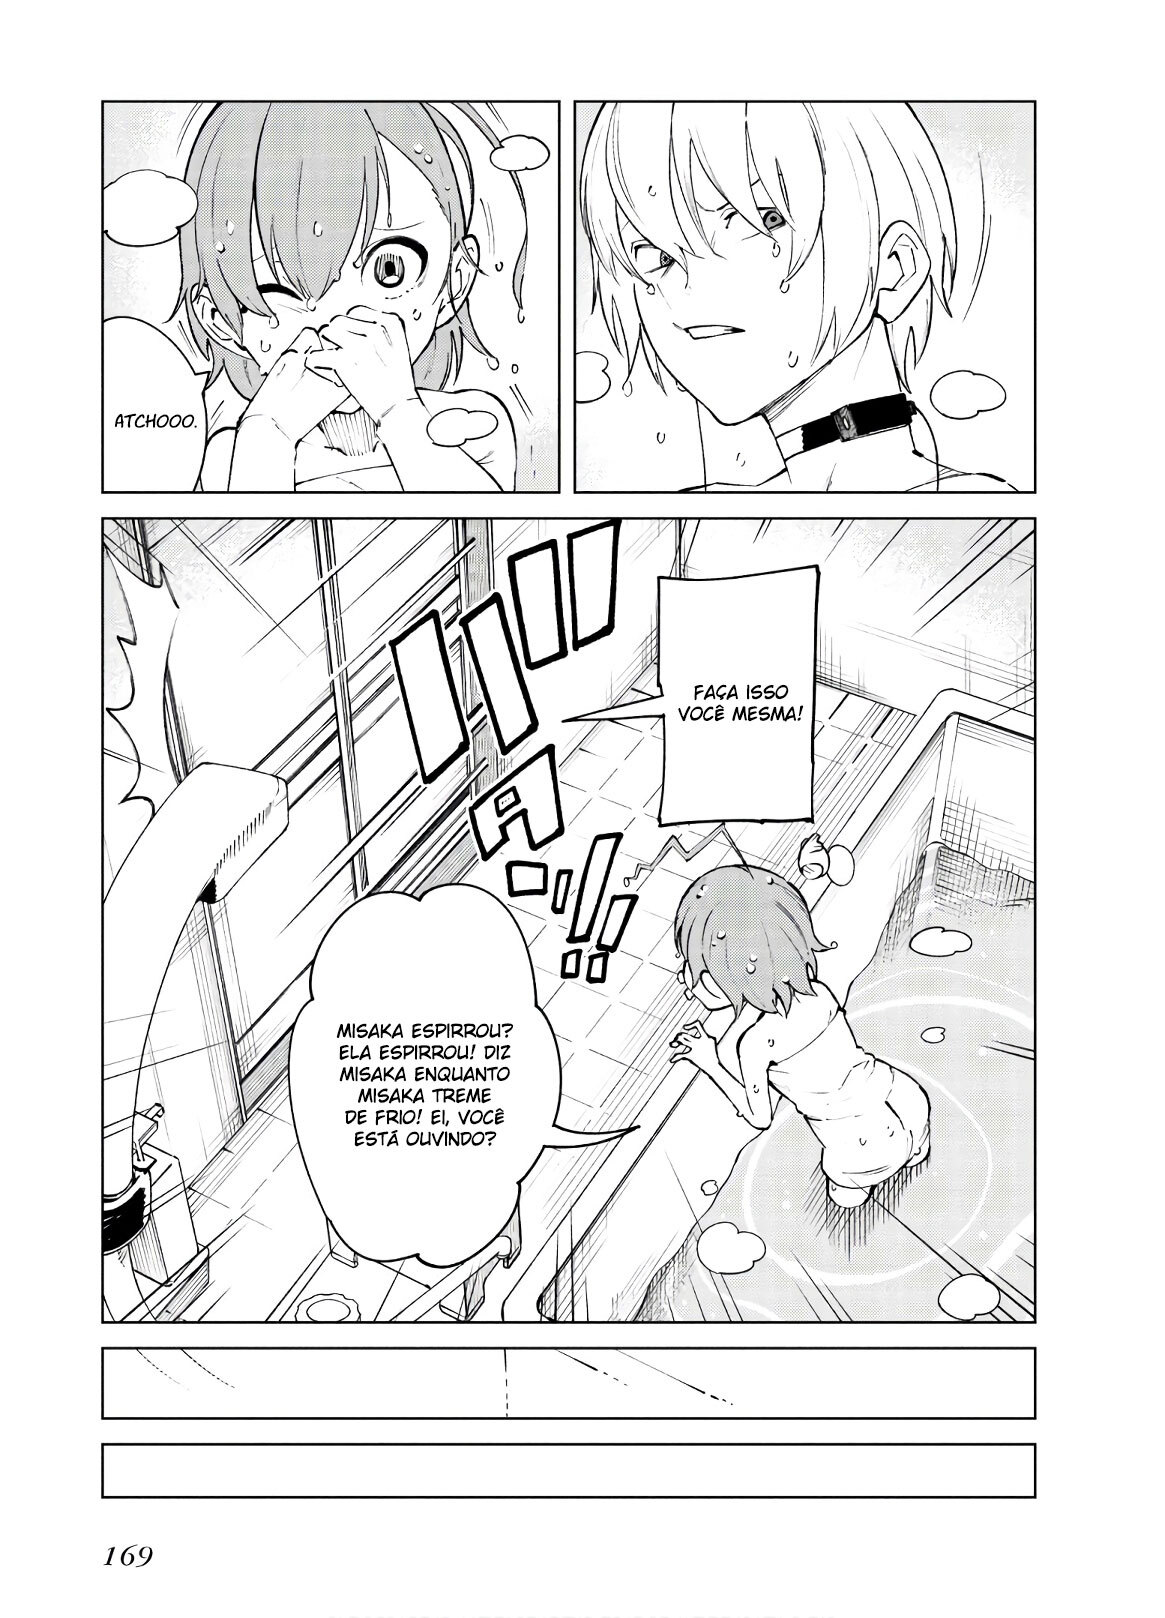 ATCHOOO.
FAÇA ISSO
VOCÊ MESMA!
MISAKA ESPIRROU?
ELA ESPIRROU! DIZ
MISAKA ENQUANTO
MISAKA TREME
DE FRIO! EI, VOCÊ
ESTÁ OUVINDO?
169